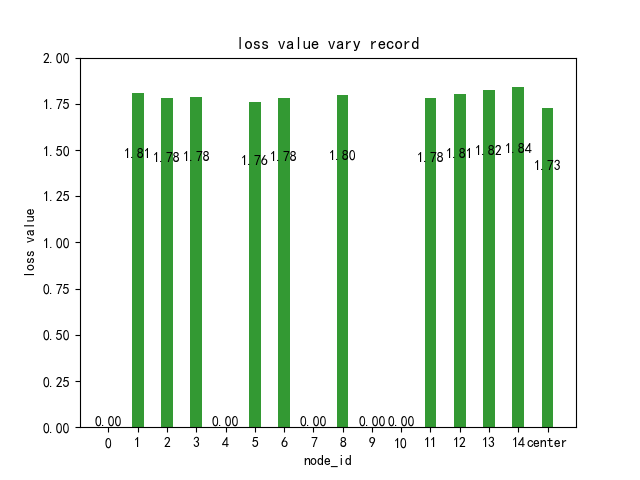 loss value vary record
loss value
2.00
1.75
1.50
1.25
1.00
0.75
0.50
0.25
0.00
0.00 1.81 1.78 1.78 0.00 1.76 1.78 0.00 1.80 0.00 0.00 1.78 1.81 1.82 1.84 1.73
0 1 2 3 4 5 6 7 8 9 10 11 12 13 14 center
node_id